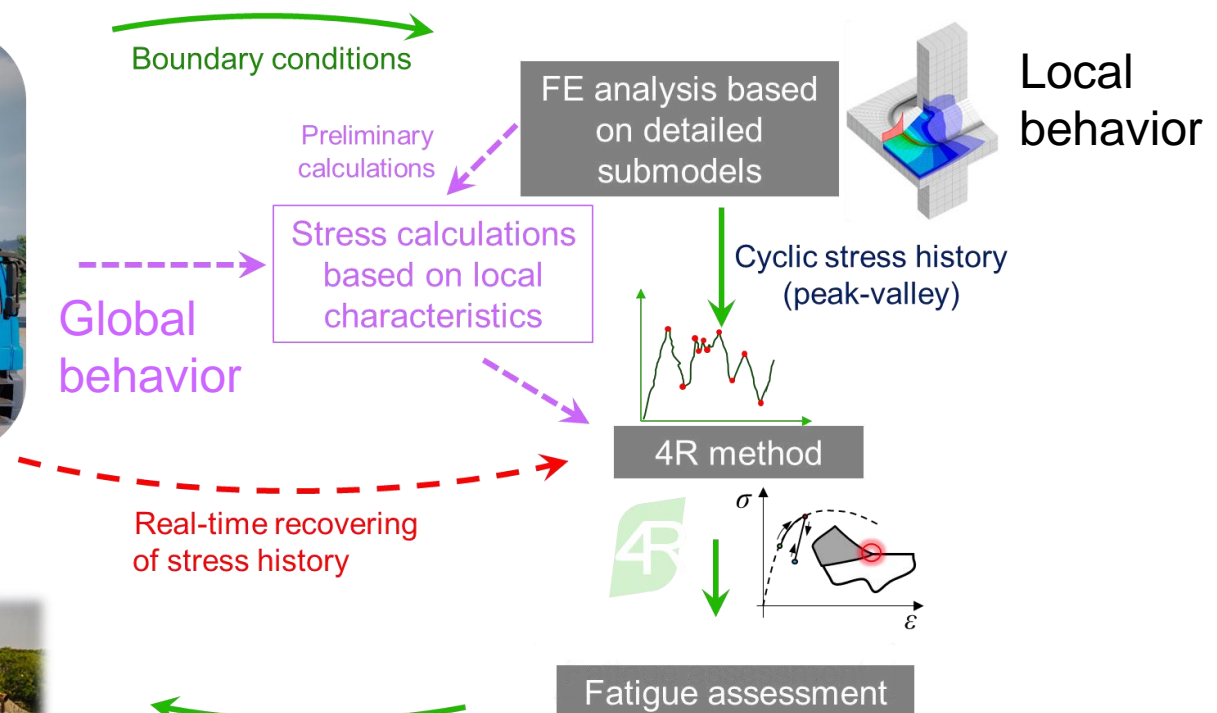 Boundary conditions
FE analysis based
on detailed
submodels
Local
behavior
Preliminary
calculations
Stress calculations
based on local
characteristics
Cyclic stress history
(peak-valley)
Global
behavior
4R method
Real-time recovering
of stress history
4R
σ
ε
Fatigue assessment